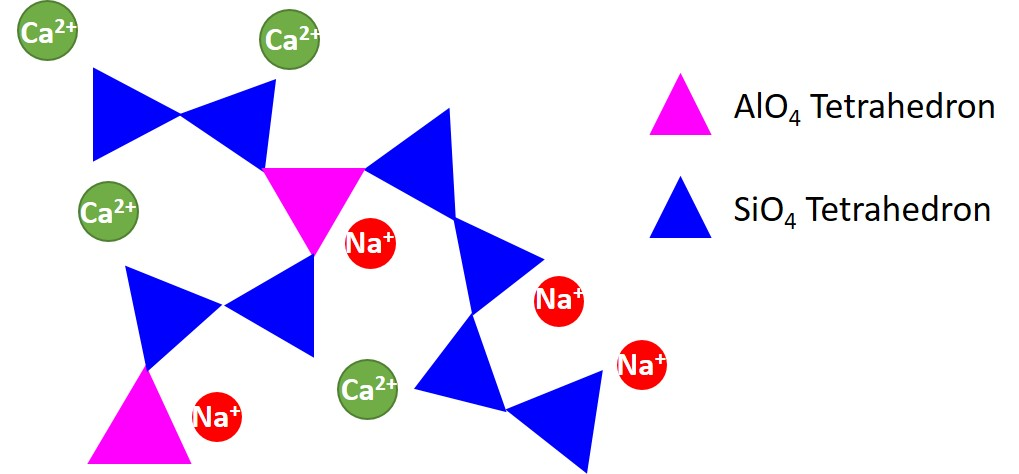 Ca²⁺
Ca²⁺
AlO₄ Tetrahedron
Ca²⁺
SiO₄ Tetrahedron
Na⁺
Na⁺
Na⁺
Ca²⁺
Na⁺